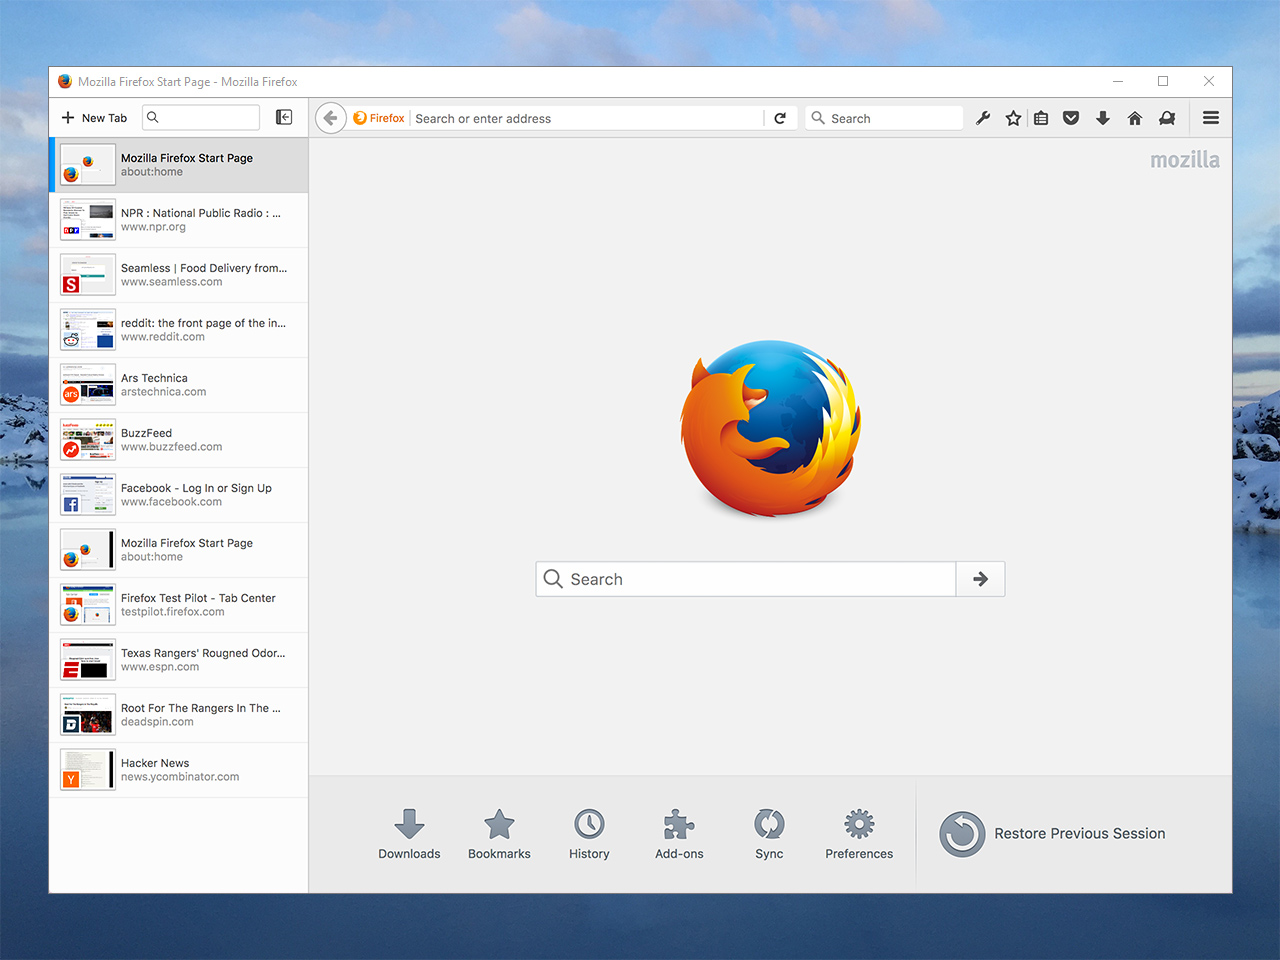 Mozilla Firefox Start Page - Mozilla Firefox
New Tab
Firefox
Search or enter address
Search
mozilla
Mozilla Firefox Start Page
about:home
NPR : National Public Radio : ...
www.npr.org
Seamless | Food Delivery from...
www.seamless.com
reddit: the front page of the in...
www.reddit.com
Ars Technica
arstechnica.com
BuzzFeed
www.buzzfeed.com
Facebook - Log In or Sign Up
www.facebook.com
Mozilla Firefox Start Page
about:home
Firefox Test Pilot - Tab Center
testpilot.firefox.com
Texas Rangers' Rougned Odor...
www.espn.com
Root For The Rangers In The ...
deadspin.com
Hacker News
news.ycombinator.com
npr
S
ars
f
E
D
Y
Search
Downloads
Bookmarks
History
Add-ons
Sync
Preferences
Restore Previous Session